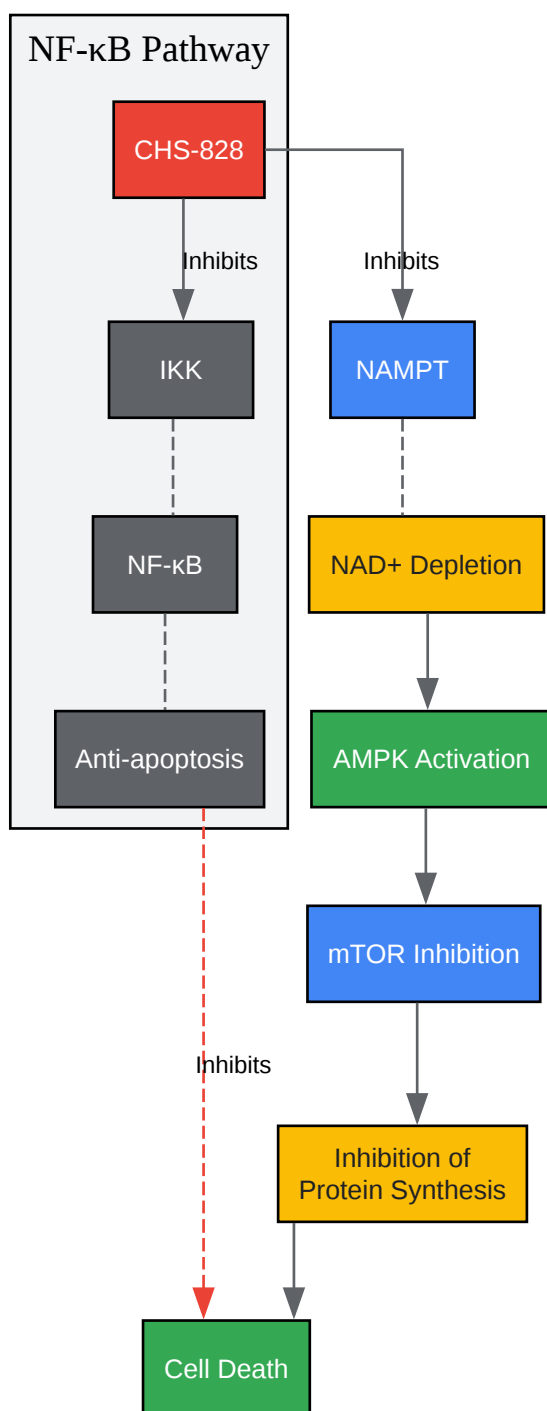 NF-κB Pathway
CHS-828
Inhibits
Inhibits
IKK
NAMPT
NF-κB
NAD+ Depletion
Anti-apoptosis
AMPK Activation
mTOR Inhibition
Inhibits
Inhibition of
Protein Synthesis
Cell Death